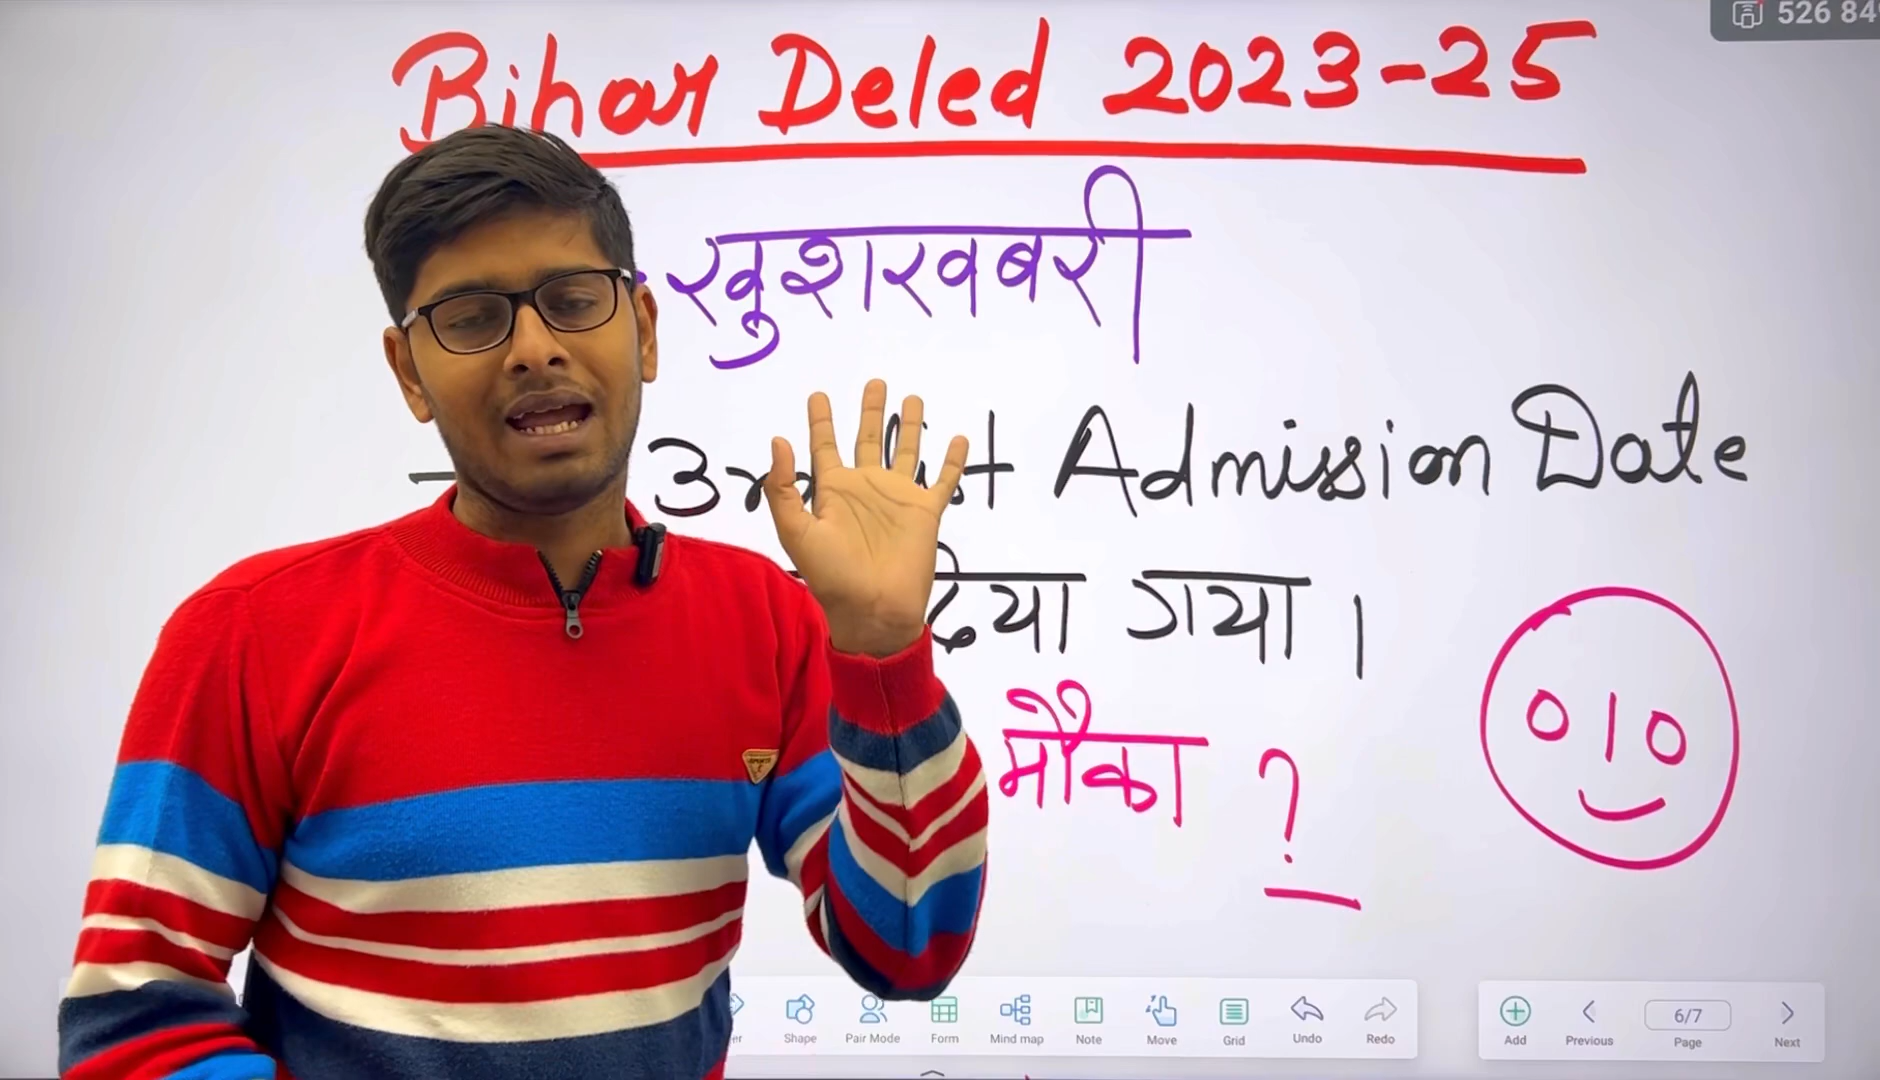 526 84
Bihar Deled 2023-25
खुशखबरी
3rd list Admission Date
दिया गया।
मौका ?
Shape Pair Mode Form Mind map Note Move Grid Undo Redo
Add Previous 6/7 Page Next